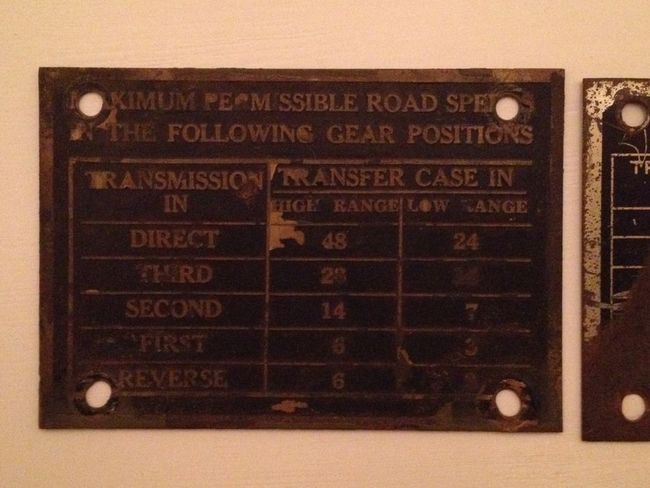 MAXIMUM PERMISSIBLE ROAD SPEEDS
IN THE FOLLOWING GEAR POSITIONS
TRANSMISSION IN
TRANSFER CASE IN
HIGH RANGE LOW RANGE
DIRECT 48 24
THIRD
SECOND 14 7
FIRST 6 3
REVERSE 6